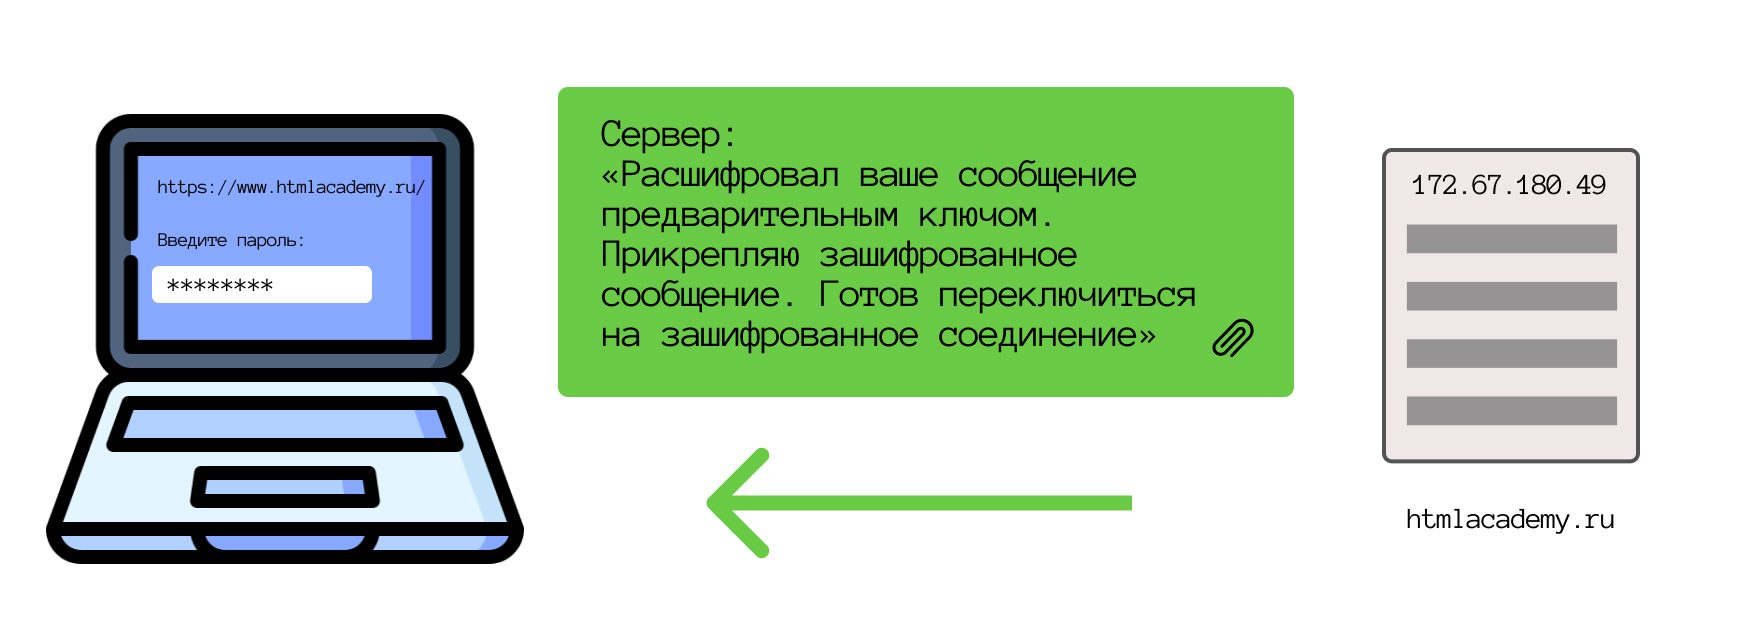 https://www.htmlacademy.ru/
Введите пароль:
********
Сервер:
«Расшифровал ваше сообщение
предварительным ключом.
Прикрепляю зашифрованное
сообщение. Готов переключиться
на зашифрованное соединение»
172.67.180.49
htmlacademy.ru